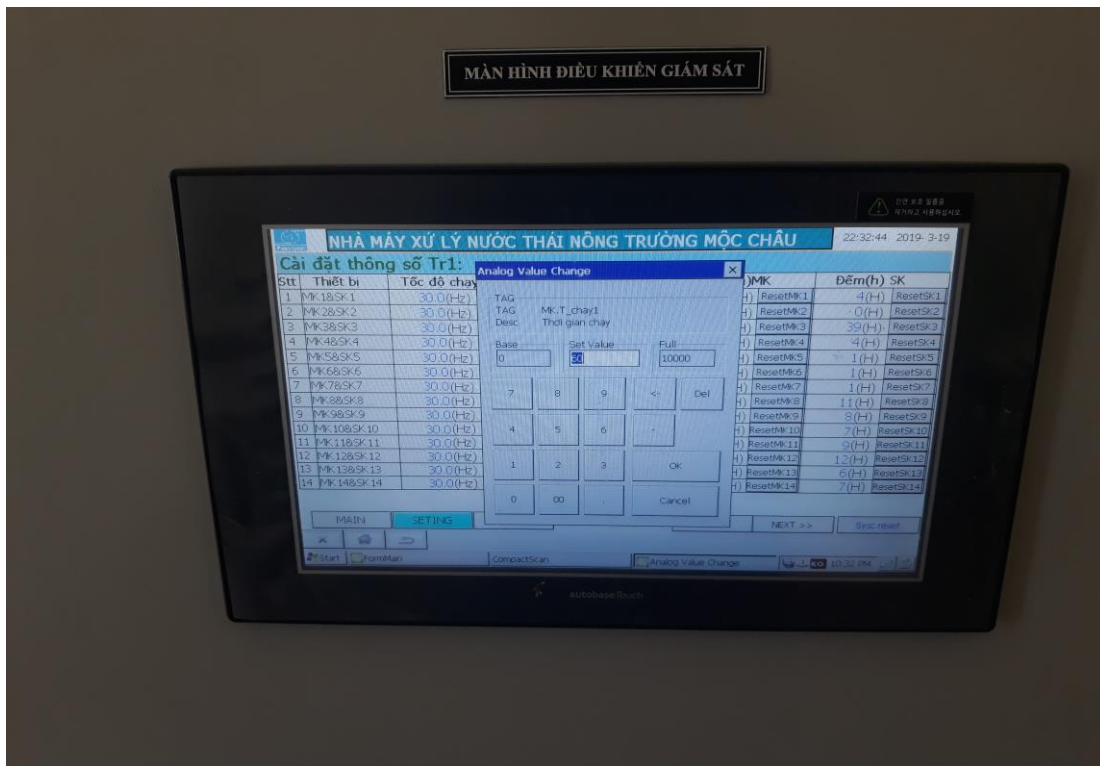 MÀN HÌNH ĐIỀU KHIỂN GIÁM SÁT
NHÀ MÁY XỬ LÝ NƯỚC THẢI NÔNG TRƯỜNG MỘC CHÂU 22:32:44 2019- 3-19
Cài đặt thông số Tr1:
Stt Thiết bị Tốc độ chạy )MK Đếm(h) SK
1 MK1&SK1 30.0(Hz) H) ResetMK1 4(H) ResetSK1
2 MK2&SK2 30.0(Hz) H) ResetMK2 0(H) ResetSK2
3 MK3&SK3 30.0(Hz) H) ResetMK3 39(H) ResetSK3
4 MK4&SK4 30.0(Hz) H) ResetMK4 4(H) ResetSK4
5 MK5&SK5 30.0(Hz) H) ResetMK5 1(H) ResetSK5
6 MK6&SK6 30.0(Hz) H) ResetMK6 1(H) ResetSK6
7 MK7&SK7 30.0(Hz) H) ResetMK7 1(H) ResetSK7
8 MK8&SK8 30.0(Hz) H) ResetMK8 11(H) ResetSK8
9 MK9&SK9 30.0(Hz) H) ResetMK9 8(H) ResetSK9
10 MK10&SK10 30.0(Hz) H) ResetMK10 7(H) ResetSK10
11 MK11&SK11 30.0(Hz) H) ResetMK11 9(H) ResetSK11
12 MK12&SK12 30.0(Hz) H) ResetMK12 12(H) ResetSK12
13 MK13&SK13 30.0(Hz) H) ResetMK13 6(H) ResetSK13
14 MK14&SK14 30.0(Hz) H) ResetMK14 7(H) ResetSK14
Analog Value Change
TAG
TAG MK.T_chay1
Desc Thời gian chạy
Base Set Value Full
0 60 10000
7 8 9 <- Del
4 5 6 -
1 2 3 OK
0 00 . Cancel
MAIN SETING NEXT >>
Start FormMain CompactScan Analog Value Change KO 10:32 PM
autobaseTouch